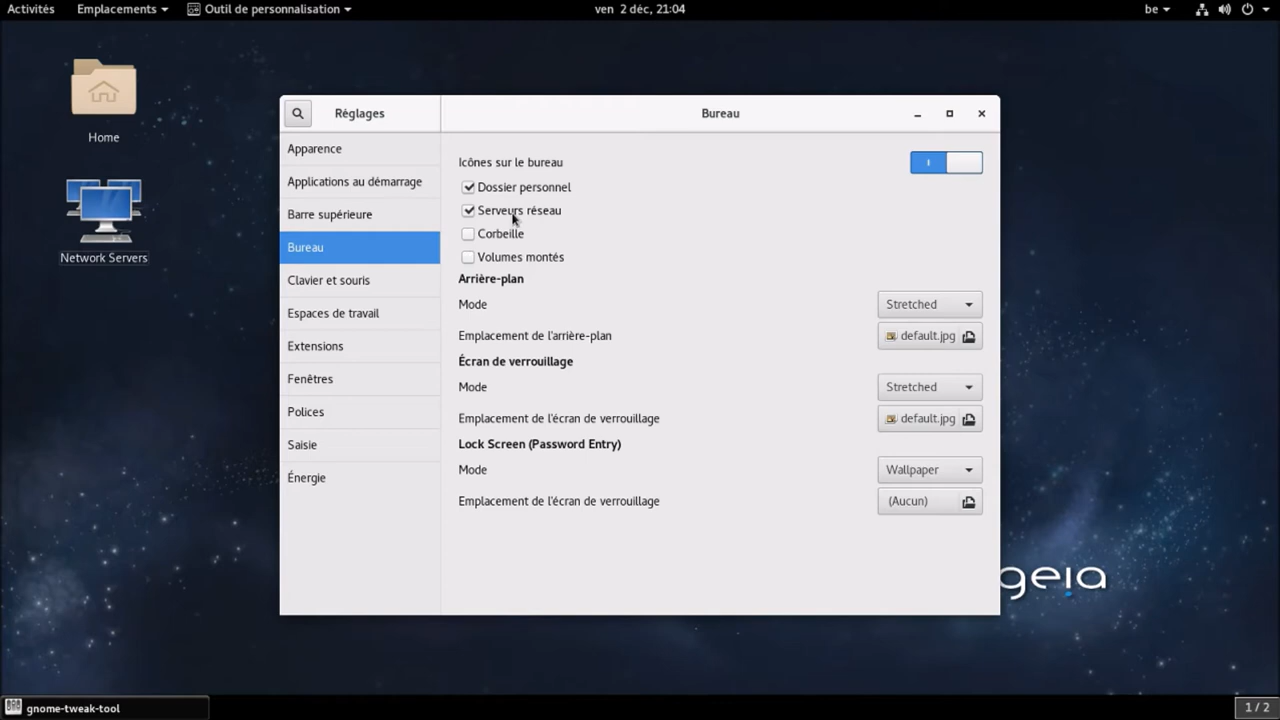 Activités Emplacements Outil de personnalisation ven 2 déc, 21:04 be
Home
Network Servers
Réglages
Bureau
Apparence
Applications au démarrage
Barre supérieure
Bureau
Clavier et souris
Espaces de travail
Extensions
Fenêtres
Polices
Saisie
Énergie
Icônes sur le bureau
Dossier personnel
Serveurs réseau
Corbeille
Volumes montés
Arrière-plan
Mode Stretched
Emplacement de l'arrière-plan default.jpg
Écran de verrouillage
Mode Stretched
Emplacement de l'écran de verrouillage default.jpg
Lock Screen (Password Entry)
Mode Wallpaper
Emplacement de l'écran de verrouillage (Aucun)
geia
gnome-tweak-tool 1 / 2